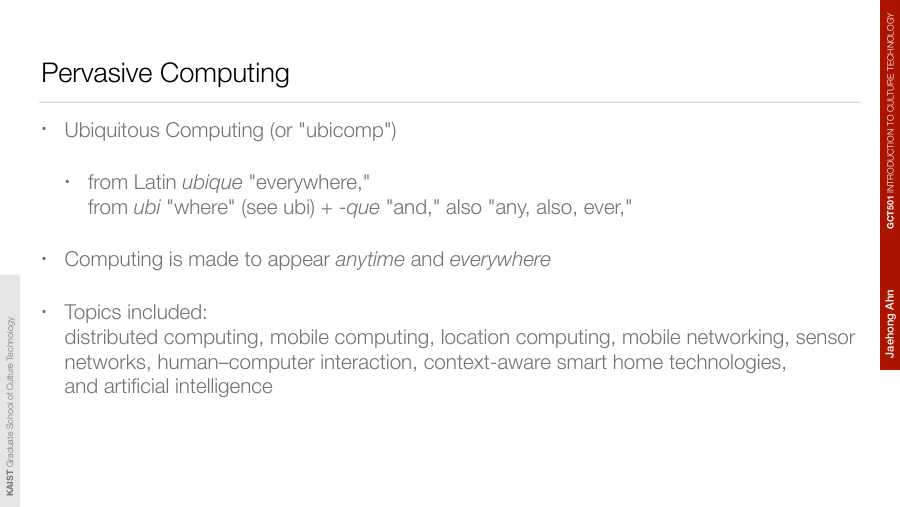 Pervasive Computing
• Ubiquitous Computing (or "ubicomp")
• from Latin ubique "everywhere,"
from ubi "where" (see ubi) + -que "and," also "any, also, ever,"
• Computing is made to appear anytime and everywhere
• Topics included:
distributed computing, mobile computing, location computing, mobile networking, sensor
networks, human–computer interaction, context-aware smart home technologies,
and artificial intelligence
GCT501 INTRODUCTION TO CULTURE TECHNOLOGY
Jaehong Ahn
KAIST Graduate School of Culture Technology